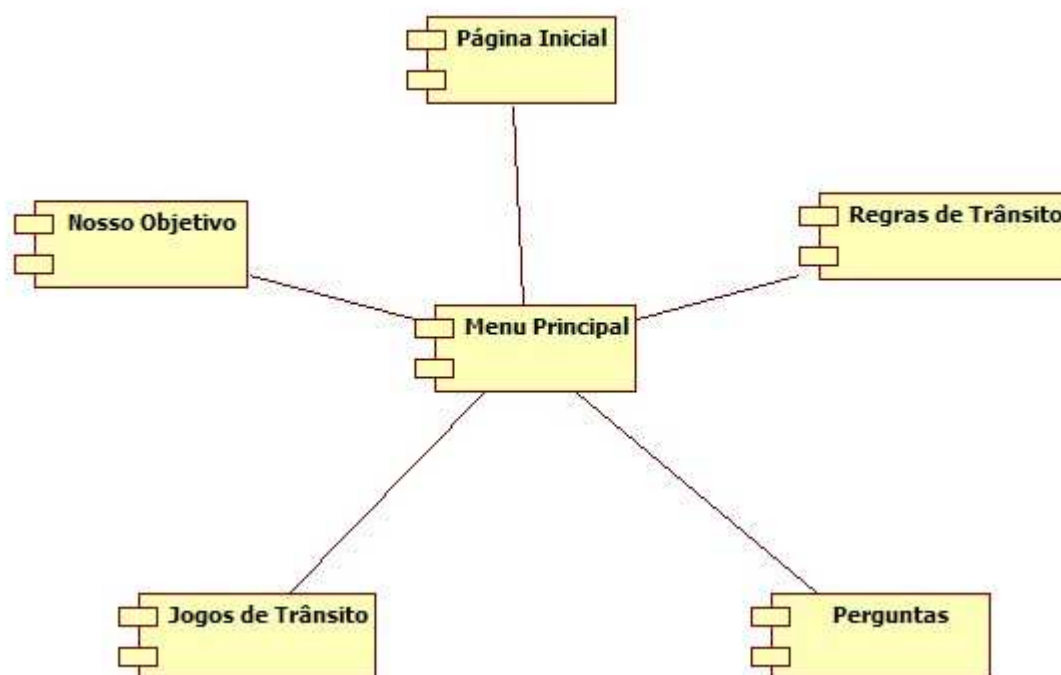 Página Inicial
Nosso Objetivo
Regras de Trânsito
Menu Principal
Jogos de Trânsito
Perguntas